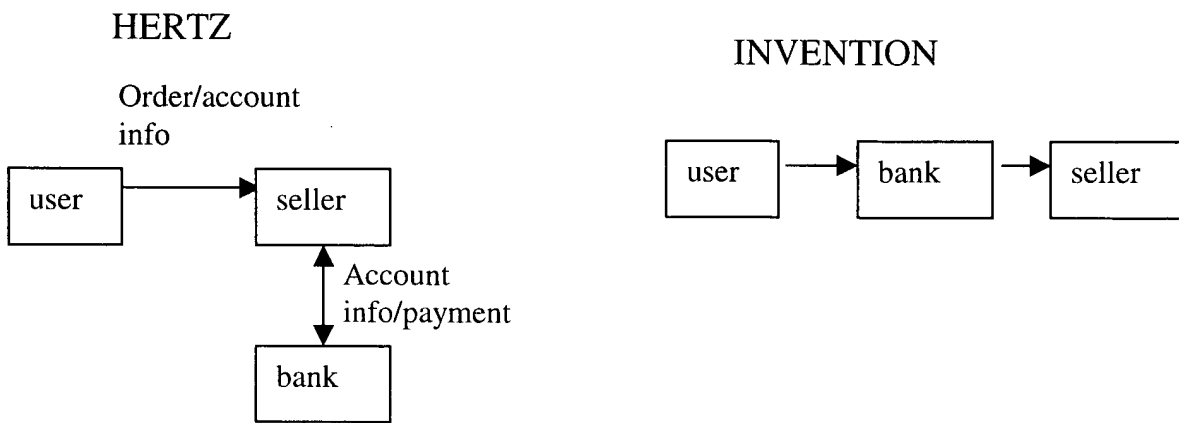 HERTZ
Order/account
info
user
seller
Account
info/payment
bank
INVENTION
user
bank
seller